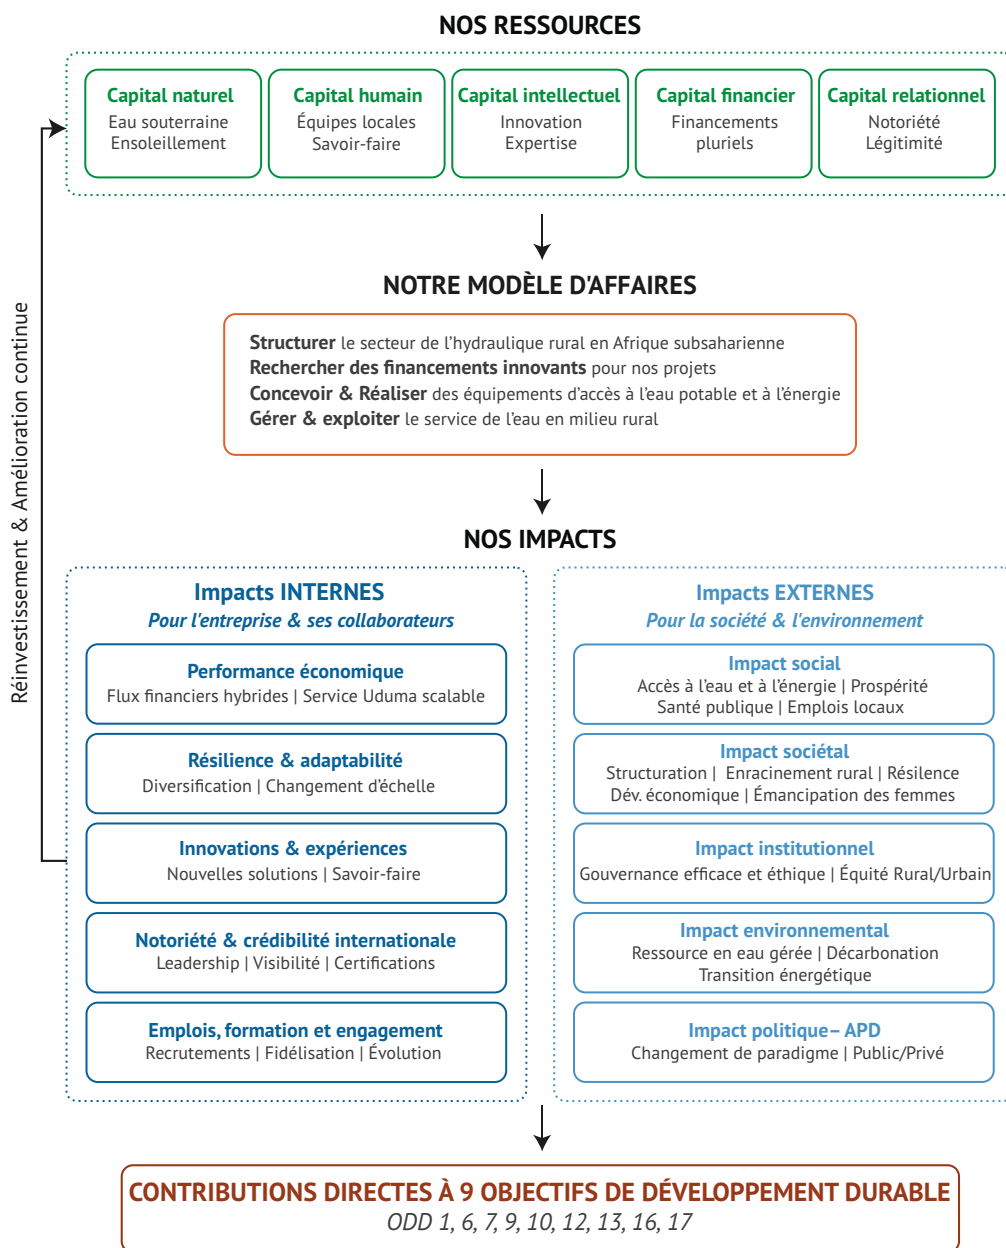 NOS RESSOURCES
Capital naturel
Eau souterraine
Ensoleillement
Capital humain
Équipes locales
Savoir-faire
Capital intellectuel
Innovation
Expertise
Capital financier
Financements
pluriels
Capital relationnel
Notoriété
Légitimité
Réinvestissement & Amélioration continue
NOTRE MODÈLE D'AFFAIRES
Structurer le secteur de l’hydraulique rural en Afrique subsaharienne
Rechercher des financements innovants pour nos projets
Concevoir & Réaliser des équipements d’accès à l’eau potable et à l’énergie
Gérer & exploiter le service de l’eau en milieu rural
NOS IMPACTS
Impacts INTERNES
Pour l'entreprise & ses collaborateurs
Performance économique
Flux financiers hybrides | Service Uduma scalable
Résilience & adaptabilité
Diversification | Changement d’échelle
Innovations & expériences
Nouvelles solutions | Savoir-faire
Notoriété & crédibilité internationale
Leadership | Visibilité | Certifications
Emplois, formation et engagement
Recrutements | Fidélisation | Évolution
Impacts EXTERNES
Pour la société & l'environnement
Impact social
Accès à l’eau et à l’énergie | Prospérité
Santé publique | Emplois locaux
Impact sociétal
Structuration | Enracinement rural | Résilence
Dév. économique | Émancipation des femmes
Impact institutionnel
Gouvernance efficace et éthique | Équité Rural/Urbain
Impact environnemental
Ressource en eau gérée | Décarbonation
Transition énergétique
Impact politique– APD
Changement de paradigme | Public/Privé
CONTRIBUTIONS DIRECTES À 9 OBJECTIFS DE DÉVELOPPEMENT DURABLE
ODD 1, 6, 7, 9, 10, 12, 13, 16, 17